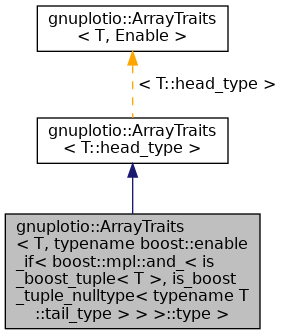 gnuplotio::ArrayTraits
< T, Enable >
< T::head_type >
gnuplotio::ArrayTraits
< T::head_type >
gnuplotio::ArrayTraits
< T, typename boost::enable
_if< boost::mpl::and_< is
_boost_tuple< T >, is_boost
_tuple_nulltype< typename T
::tail_type > > >::type >